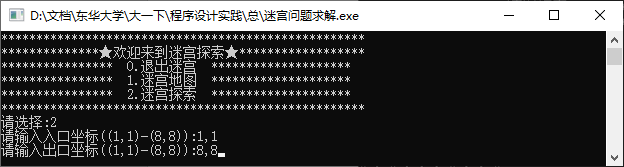 D:\文档\东华大学\大一下\程序设计实践\总\迷宫问题求解.exe
****************************************************
**************★欢迎来到迷宫探索★******************
**************** 0.退出迷宫 ********************
**************** 1.迷宫地图 ********************
**************** 2.迷宫探索 ********************
****************************************************
请选择:2
请输入入口坐标((1,1)-(8,8)):1,1
请输入出口坐标((1,1)-(8,8)):8,8